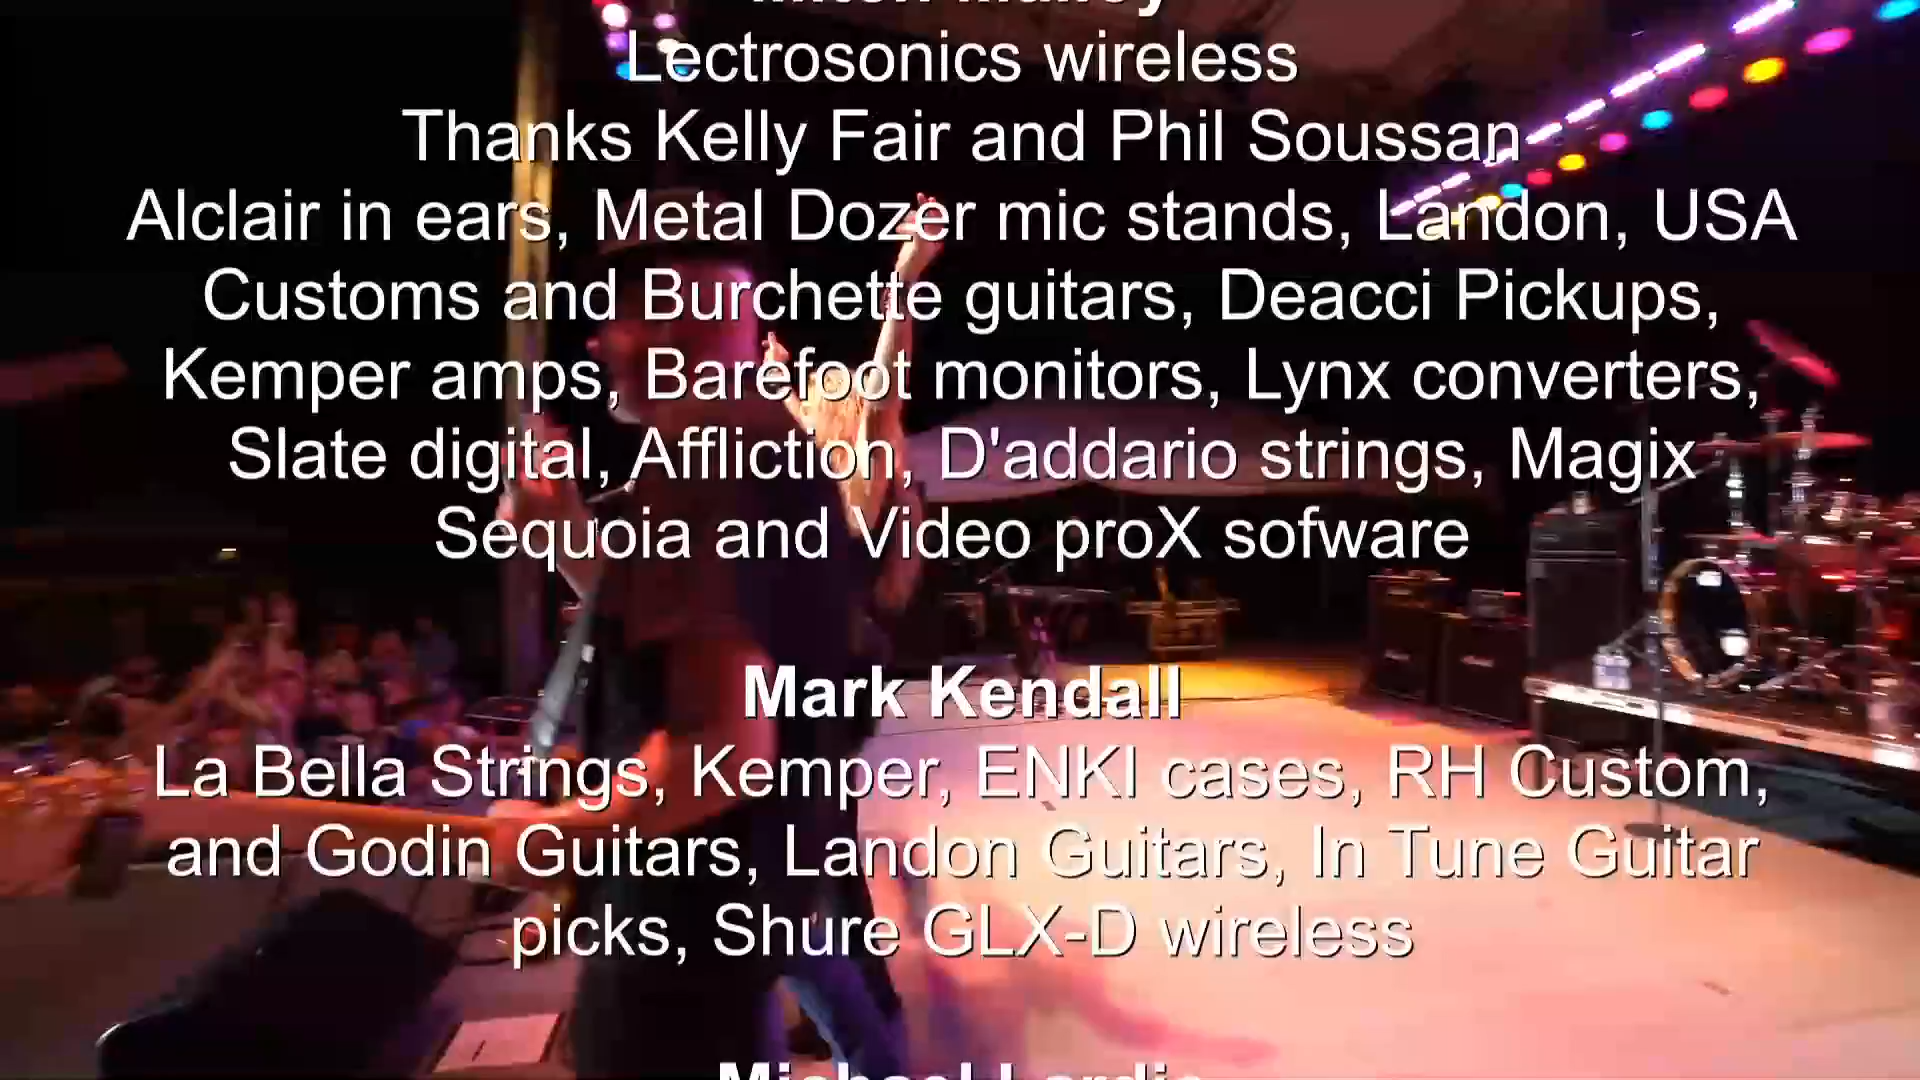 Lectrosonics wireless
Thanks Kelly Fair and Phil Soussan
Alclair in ears, Metal Dozer mic stands, Landon, USA
Customs and Burchette guitars, Deacci Pickups,
Kemper amps, Barefoot monitors, Lynx converters,
Slate digital, Affliction, D'addario strings, Magix
Sequoia and Video proX sofware
Mark Kendall
La Bella Strings, Kemper, ENKI cases, RH Custom,
and Godin Guitars, Landon Guitars, In Tune Guitar
picks, Shure GLX-D wireless
Michael Lardie